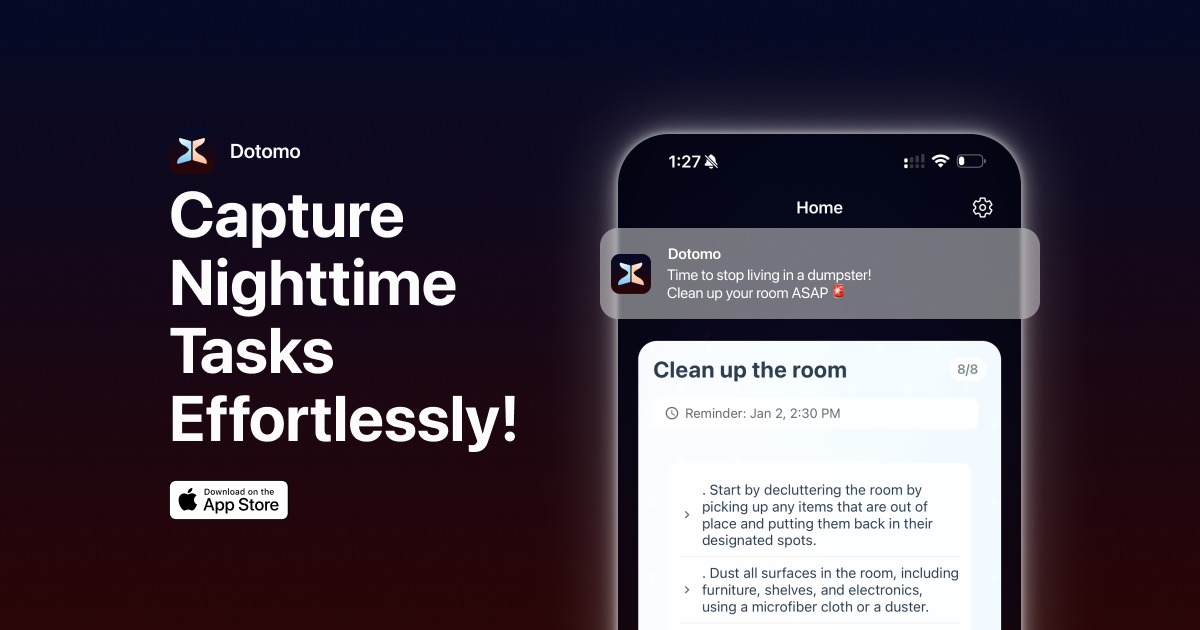 Dotomo
Capture
Nighttime
Tasks
Effortlessly!
Download on the
App Store
1:27
Home
Dotomo
Time to stop living in a dumpster!
Clean up your room ASAP 🚨
Clean up the room
8/8
Reminder: Jan 2, 2:30 PM
. Start by decluttering the room by
picking up any items that are out of
place and putting them back in their
designated spots.
. Dust all surfaces in the room, including
furniture, shelves, and electronics,
using a microfiber cloth or a duster.